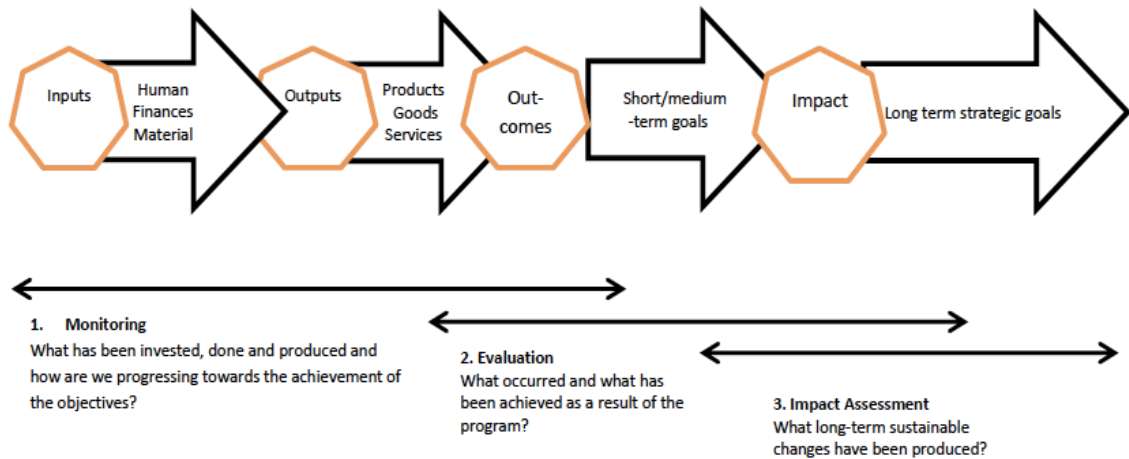 Inputs
Human
Finances
Material
Outputs
Products
Goods
Services
Out-
comes
Short/medium
-term goals
Impact
Long term strategic goals
1. Monitoring
What has been invested, done and produced and
how are we progressing towards the achievement of
the objectives?
2. Evaluation
What occurred and what has
been achieved as a result of the
program?
3. Impact Assessment
What long-term sustainable
changes have been produced?